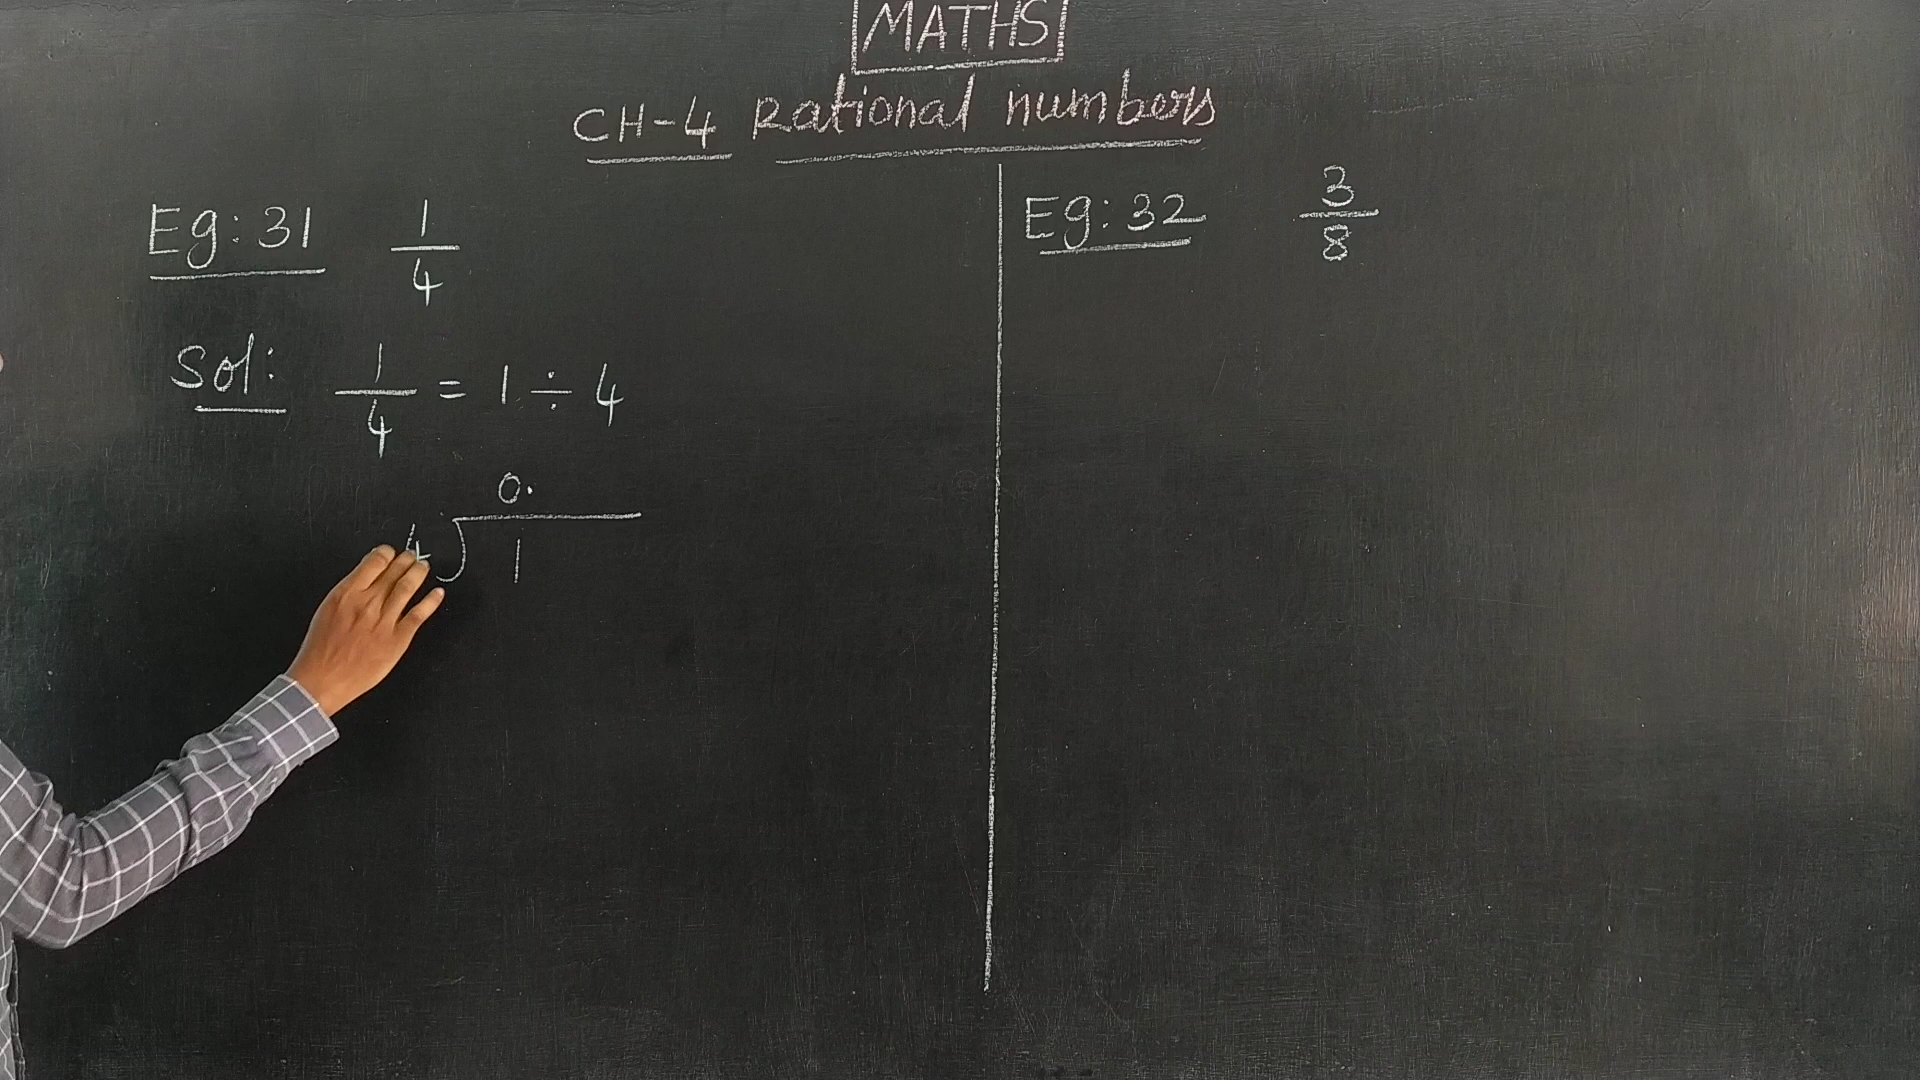 MATHS
CH-4 Rational numbers
Eg: 31 1/4
Sol: 1/4 = 1 ÷ 4
0.
4) 1
Eg: 32 3/8